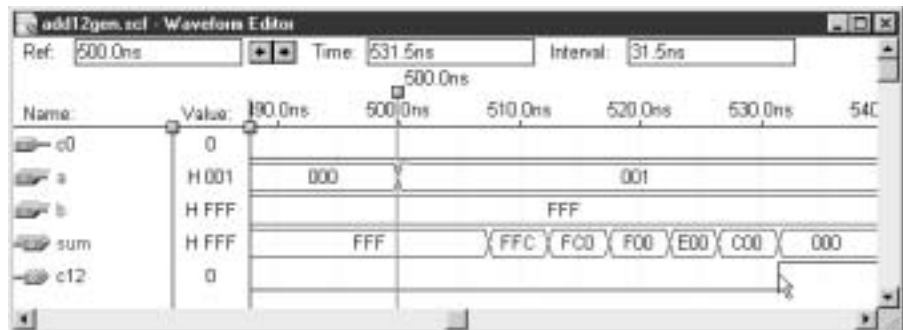 add12gen.scf - Waveform Editor
Ref: 500.0ns Time: 531.5ns Interval: 31.5ns
500.0ns
Name: Value: 490.0ns 500.0ns 510.0ns 520.0ns 530.0ns 540
c0 0
a H 001 000 001
b H FFF FFF
sum H FFF FFF FFC FC0 F00 E00 C00 000
c12 0